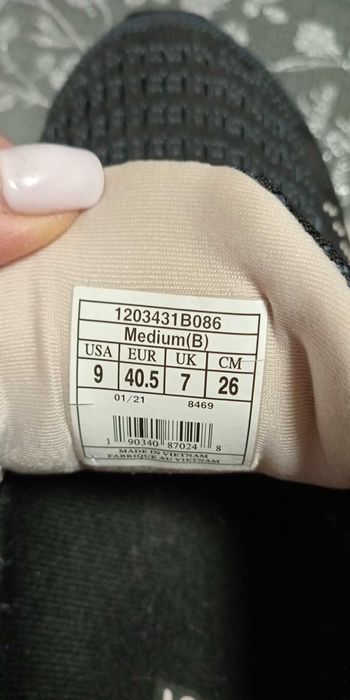 1203431B086
Medium(B)
USA EUR UK CM
9 40.5 7 26
01/21 8469
1 90340 87024 8
MADE IN VIETNAM
FABRIQUE AU VIETNAM